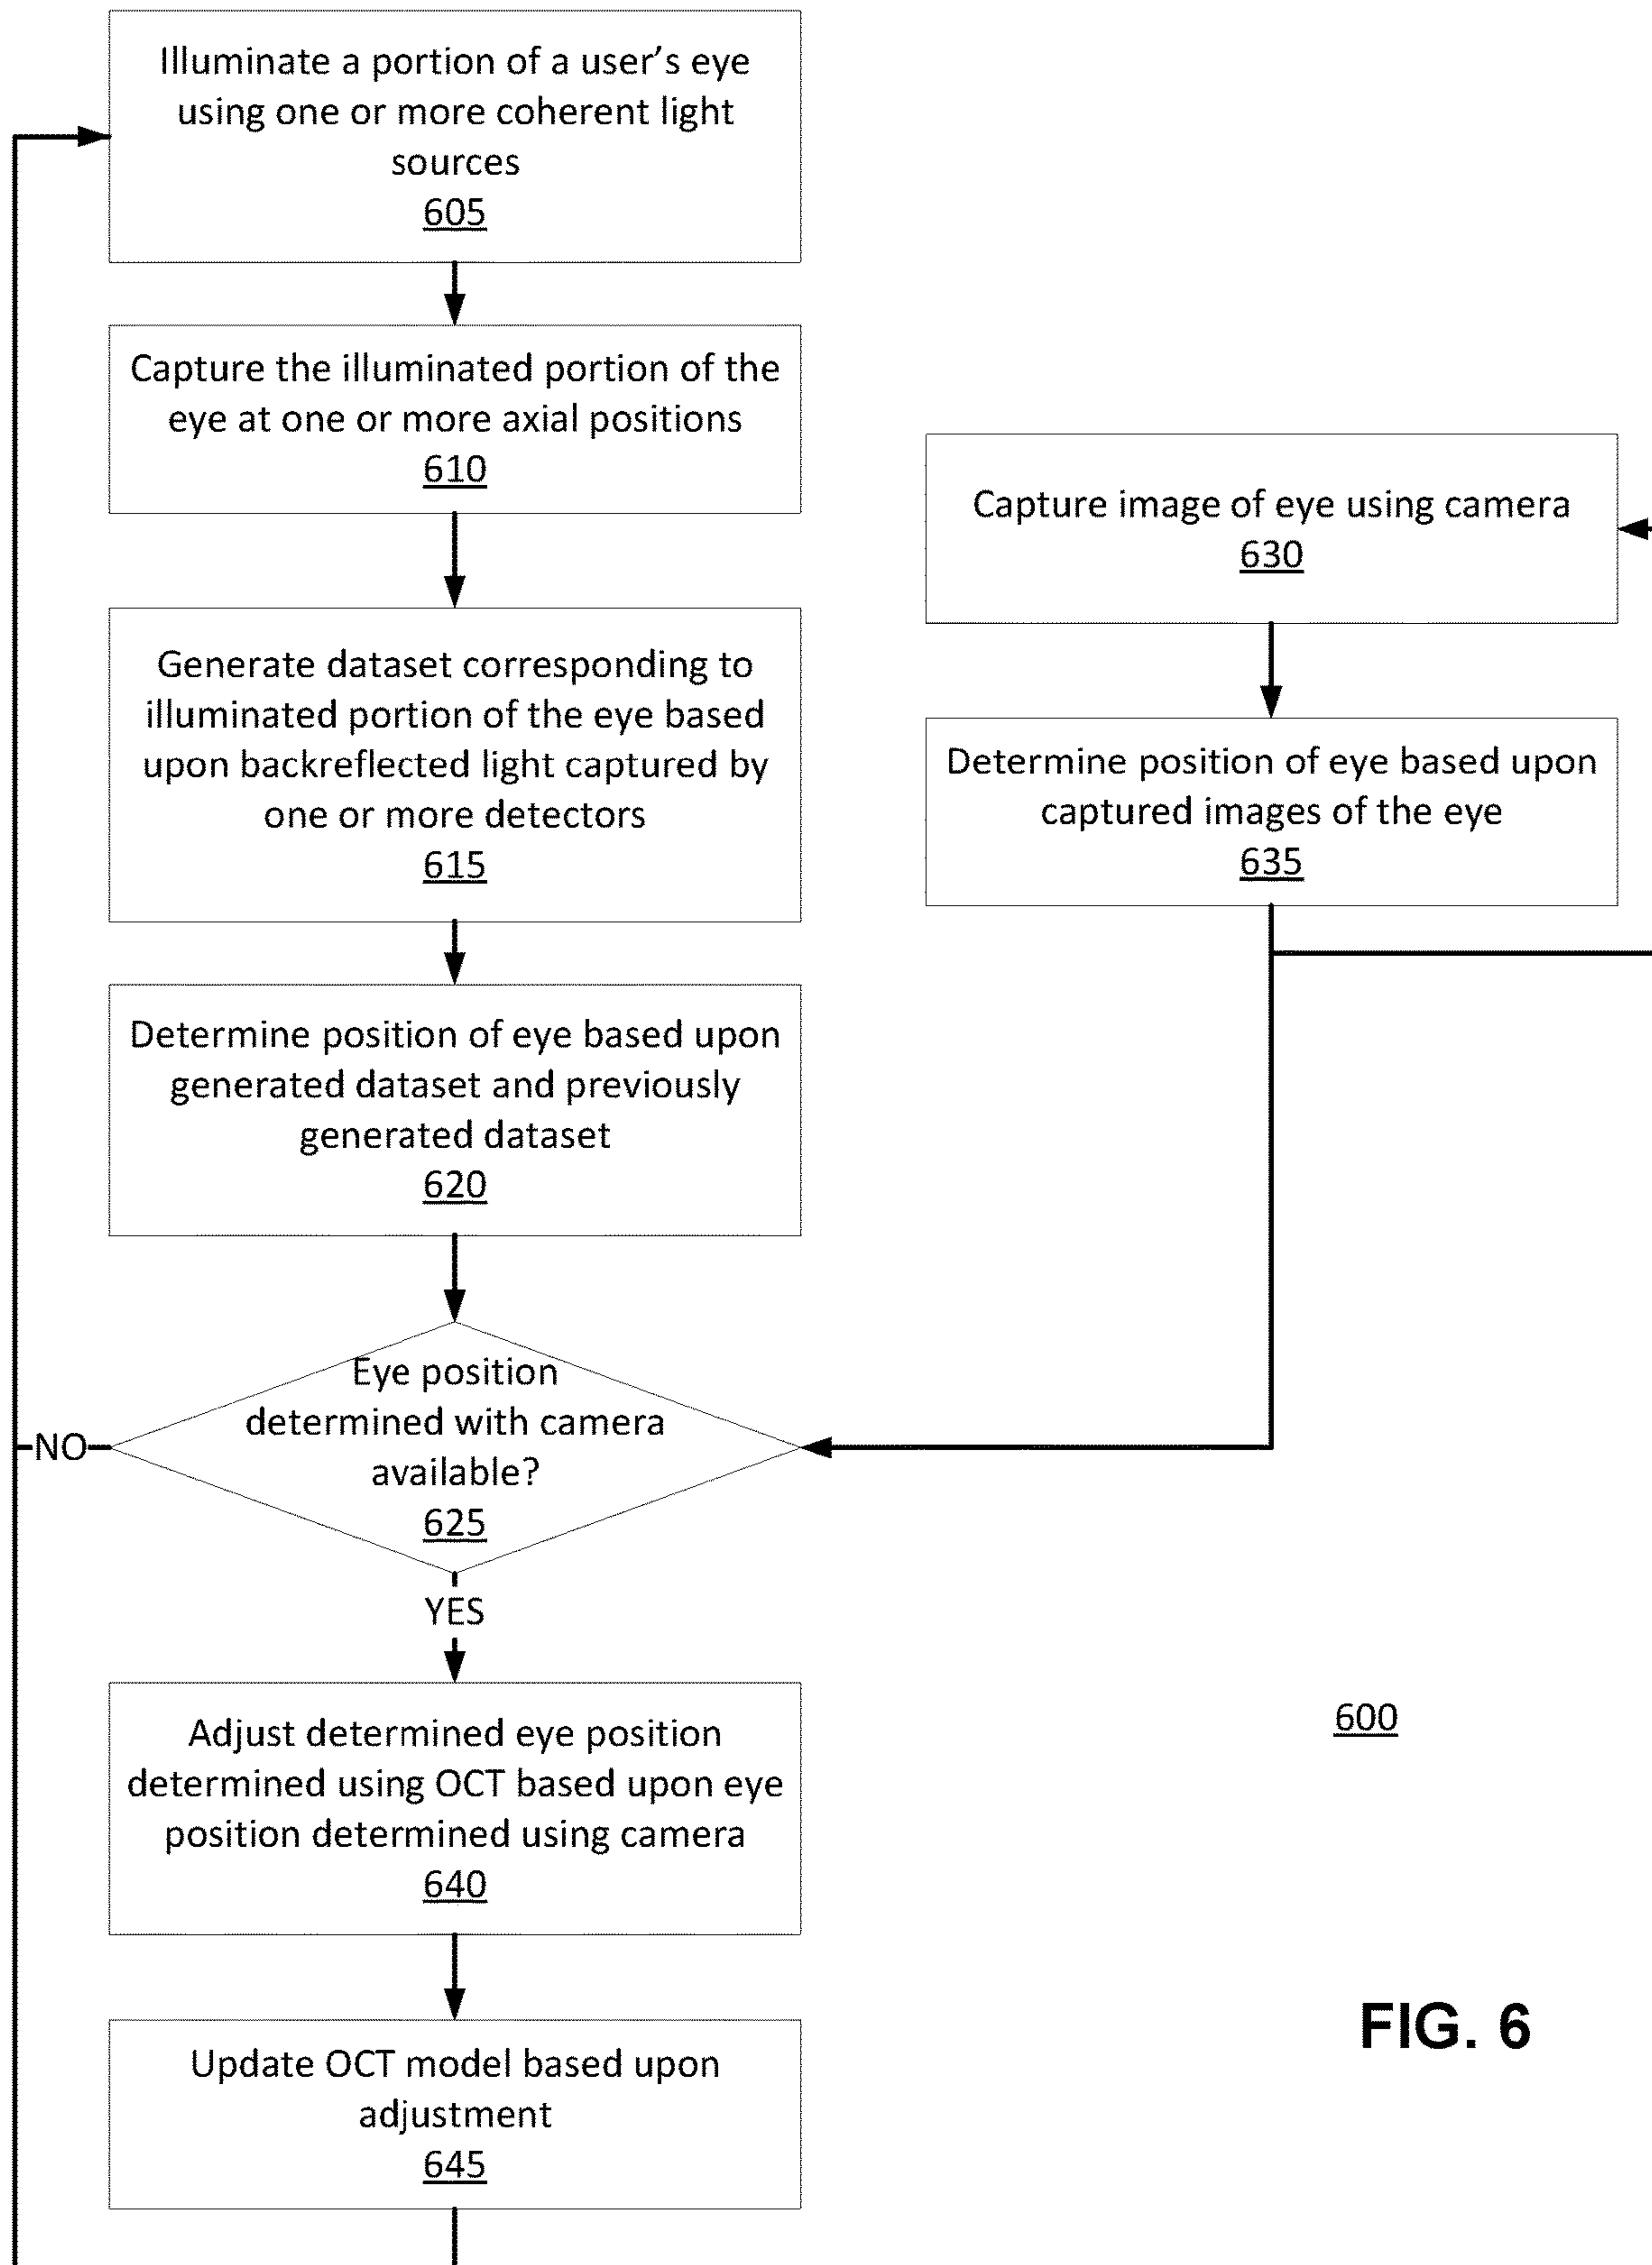 Illuminate a portion of a user’s eye
using one or more coherent light
sources
605
Capture the illuminated portion of the
eye at one or more axial positions
610
Generate dataset corresponding to
illuminated portion of the eye based
upon backreflected light captured by
one or more detectors
615
Determine position of eye based upon
generated dataset and previously
generated dataset
620
Eye position
determined with camera
available?
625
NO
YES
Capture image of eye using camera
630
Determine position of eye based upon
captured images of the eye
635
Adjust determined eye position
determined using OCT based upon eye
position determined using camera
640
Update OCT model based upon
adjustment
645
600
FIG. 6